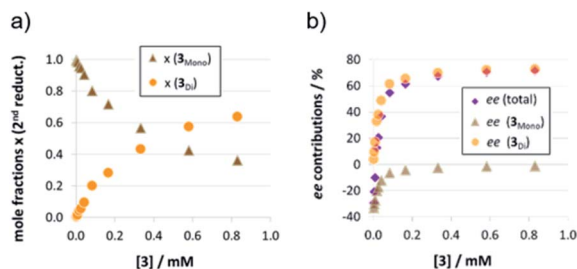 a)
mole fractions x (2nd reduct.)
1.0
0.8
0.6
0.4
0.2
0.0
x (3Mono)
x (3Di)
0.0 0.2 0.4 0.6 0.8 1.0
[3] / mM
b)
ee contributions / %
80
60
40
20
0
-20
-40
ee (total)
ee (3Mono)
ee (3Di)
0.0 0.2 0.4 0.6 0.8 1.0
[3] / mM